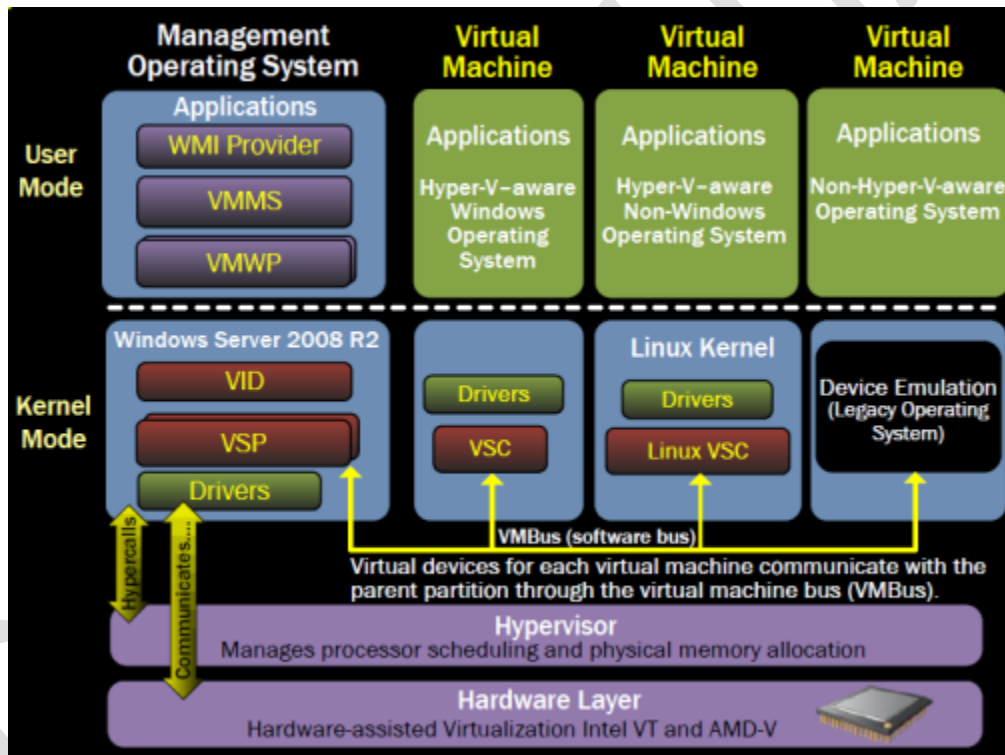 Management
Operating System
Virtual
Machine
Virtual
Machine
Virtual
Machine
User
Mode
Applications
WMI Provider
VMMS
VMWP
Applications
Hyper-V–aware
Windows
Operating
System
Applications
Hyper-V–aware
Non-Windows
Operating System
Applications
Non-Hyper-V-aware
Operating System
Kernel
Mode
Windows Server 2008 R2
VID
VSP
Drivers
Drivers
VSC
Linux Kernel
Drivers
Linux VSC
Device Emulation
(Legacy Operating
System)
VMBus (software bus)
Virtual devices for each virtual machine communicate with the
parent partition through the virtual machine bus (VMBus).
Hypercalls
Communicates....
Hypervisor
Manages processor scheduling and physical memory allocation
Hardware Layer
Hardware-assisted Virtualization Intel VT and AMD-V